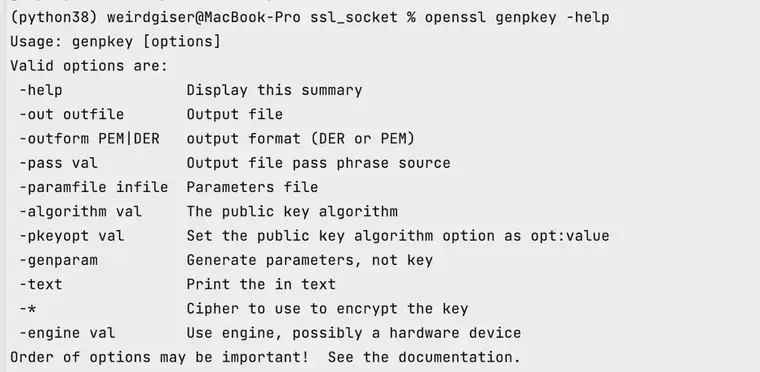 (python38) weirdgiser@MacBook-Pro ssl_socket % openssl genpkey -help
Usage: genpkey [options]
Valid options are:
 -help               Display this summary
 -out outfile        Output file
 -outform PEM|DER    output format (DER or PEM)
 -pass val           Output file pass phrase source
 -paramfile infile   Parameters file
 -algorithm val      The public key algorithm
 -pkeyopt val        Set the public key algorithm option as opt:value
 -genparam           Generate parameters, not key
 -text               Print the in text
 -*                  Cipher to use to encrypt the key
 -engine val         Use engine, possibly a hardware device
Order of options may be important!  See the documentation.